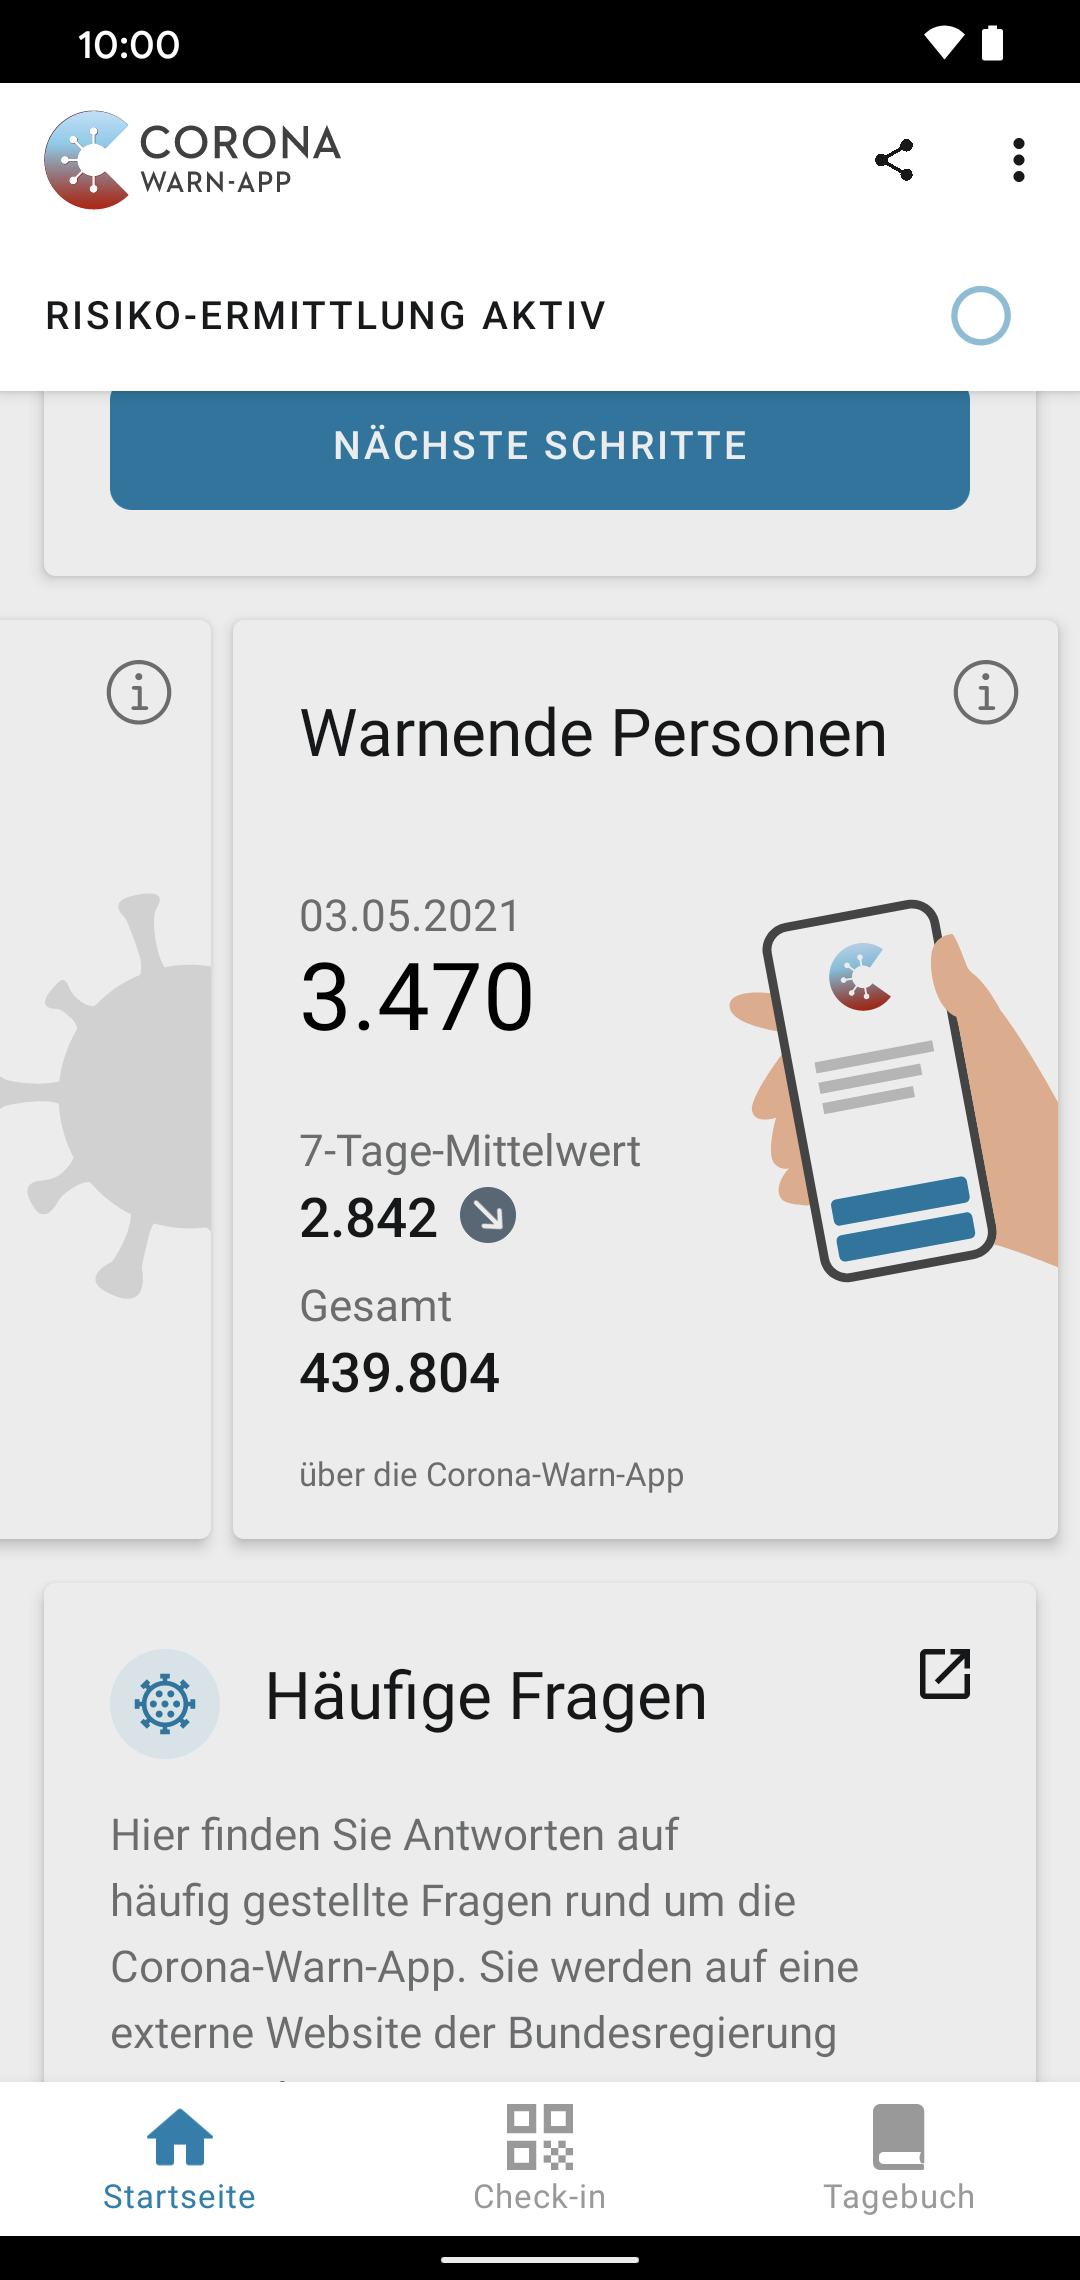 10:00
CORONA
WARN-APP
RISIKO-ERMITTLUNG AKTIV
NÄCHSTE SCHRITTE
Warnende Personen
03.05.2021
3.470
7-Tage-Mittelwert
2.842
Gesamt
439.804
über die Corona-Warn-App
Häufige Fragen
Hier finden Sie Antworten auf
häufig gestellte Fragen rund um die
Corona-Warn-App. Sie werden auf eine
externe Website der Bundesregierung
Startseite
Check-in
Tagebuch